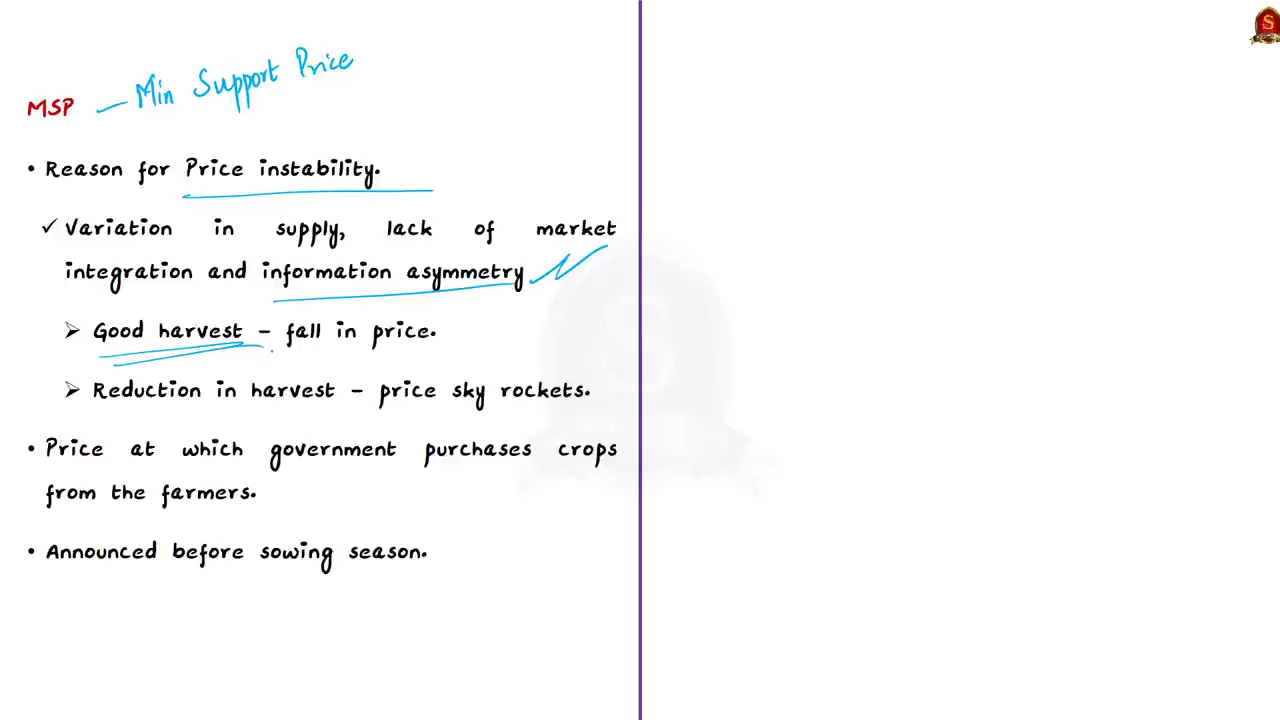 Min Support Price
MSP
• Reason for Price instability.
✓ Variation in supply, lack of market
integration and information asymmetry
➢ Good harvest – fall in price.
➢ Reduction in harvest – price sky rockets.
• Price at which government purchases crops
from the farmers.
• Announced before sowing season.
S